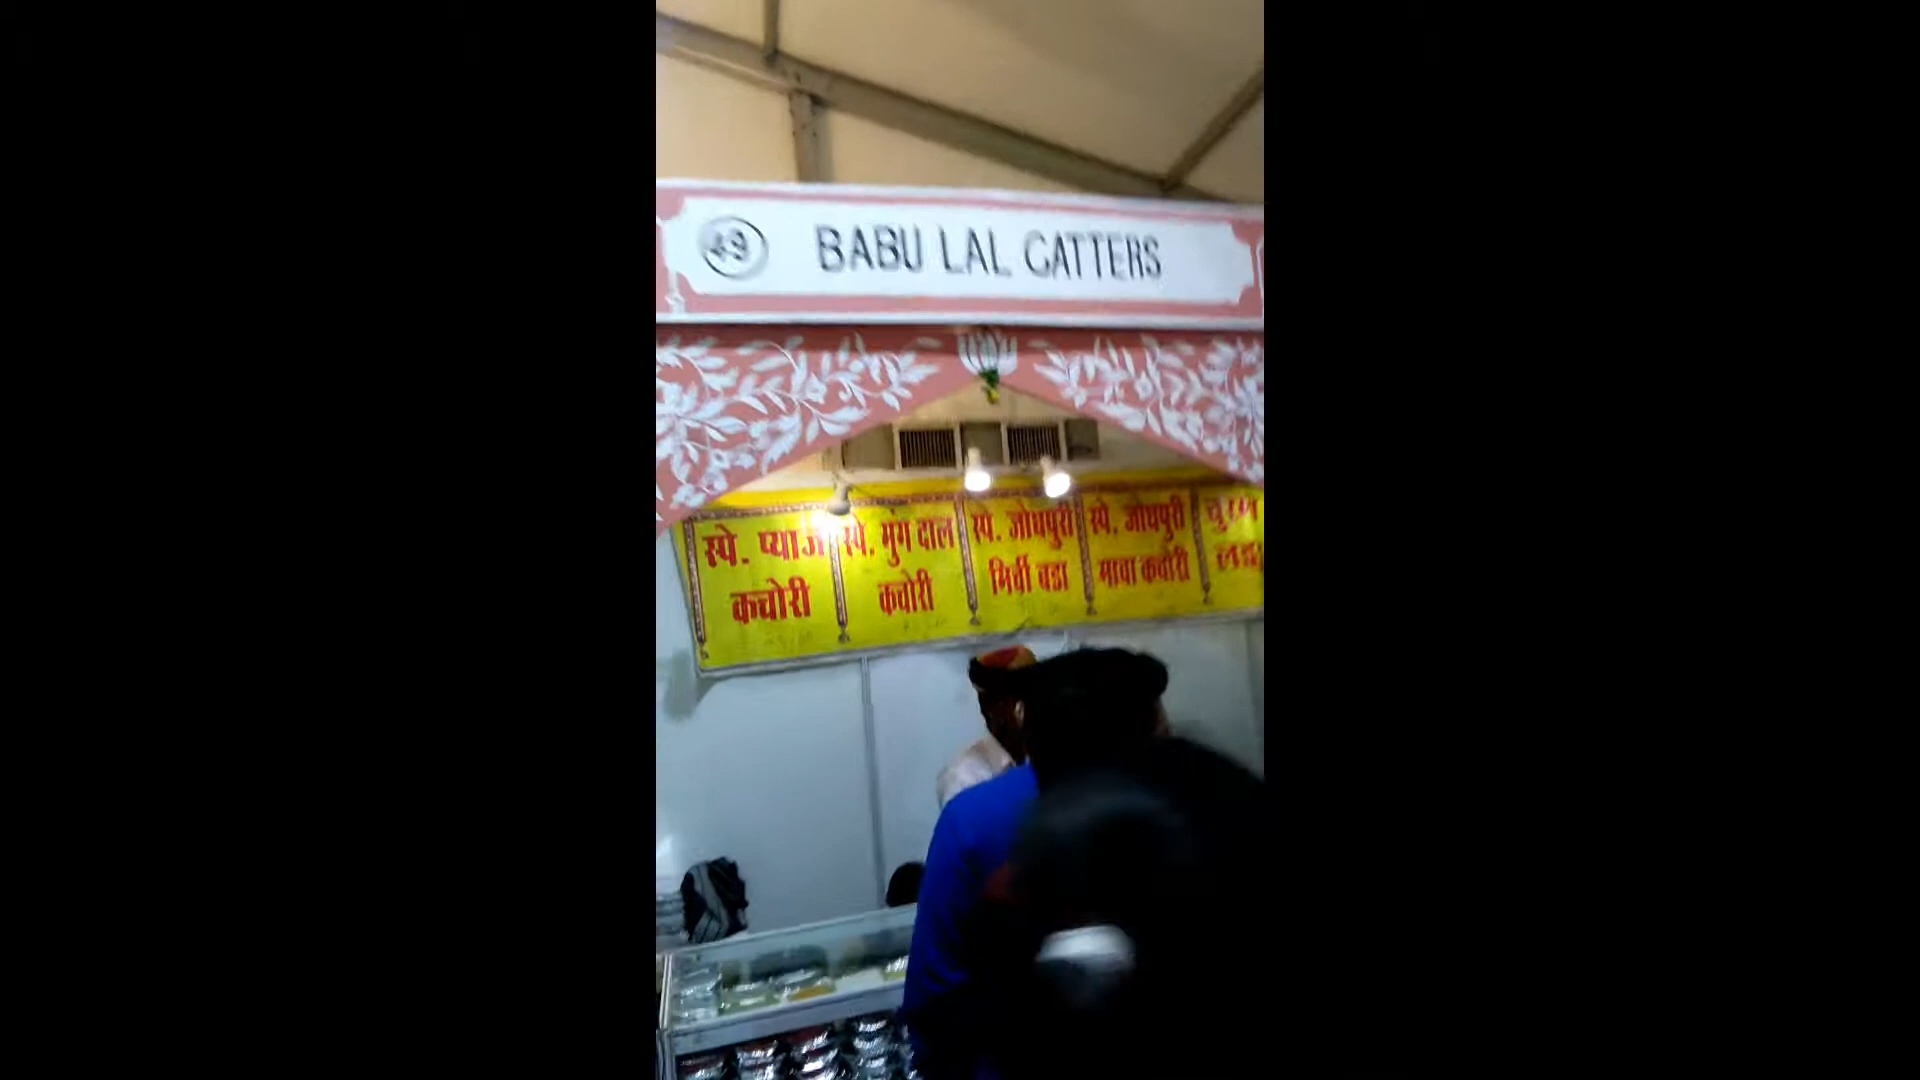 49 BABU LAL CATTERS
स्पे. प्याज
कचोरी
स्पे. मुंग दाल
कचोरी
स्पे. जोधपुरी
मिर्ची बडा
स्पे. जोधपुरी
मावा कचोरी